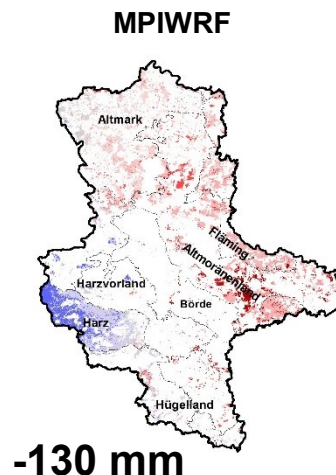 MPIWRF
Altmark
Fläming
Altmoränenland
Harzvorland
Börde
Harz
Hügelland
-130 mm